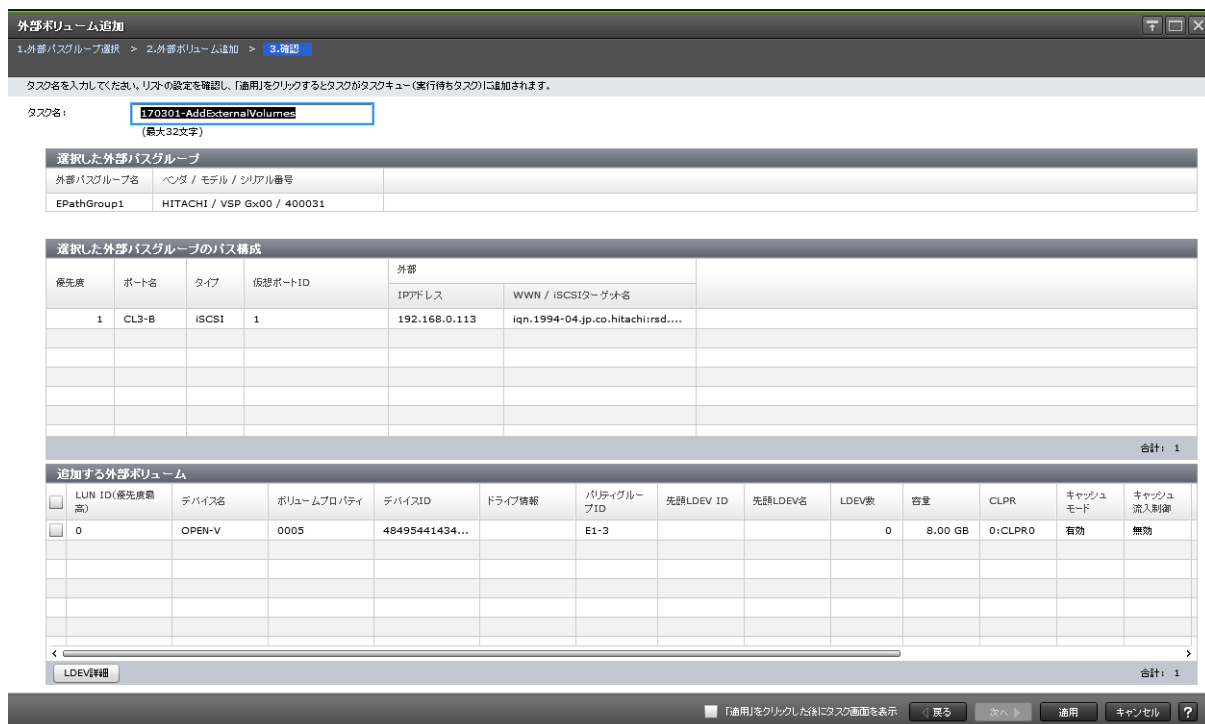 外部ボリューム追加
1.外部パスグループ選択 > 2.外部ボリューム追加 > 3.確認
タスク名を入力してください。リストの設定を確認し、「適用」をクリックするとタスクがタスクキュー(実行待ちタスク)に追加されます。
タスク名: 170301-AddExternalVolumes
(最大32文字)
選択した外部パスグループ
外部パスグループ名 ベンダ / モデル / シリアル番号
EPathGroup1 HITACHI / VSP Gx00 / 400031
選択した外部パスグループのパス構成
優先度 ポート名 タイプ 仮想ポートID 外部
IPアドレス WWN / iSCSIターゲット名
1 CL3-B iSCSI 1 192.168.0.113 iqn.1994-04.jp.co.hitachi:rsd....
合計: 1
追加する外部ボリューム
LUN ID(優先度最高) デバイス名 ボリュームプロパティ デバイスID ドライブ情報 パリティグループID 先頭LDEV ID 先頭LDEV名 LDEV数 容量 CLPR キャッシュモード キャッシュ流入制御
0 OPEN-V 0005 48495441434... E1-3 0 8.00 GB 0:CLPR0 有効 無効
LDEV詳細 合計: 1
「適用」をクリックした後にタスク画面を表示 戻る 次へ 適用 キャンセル ?